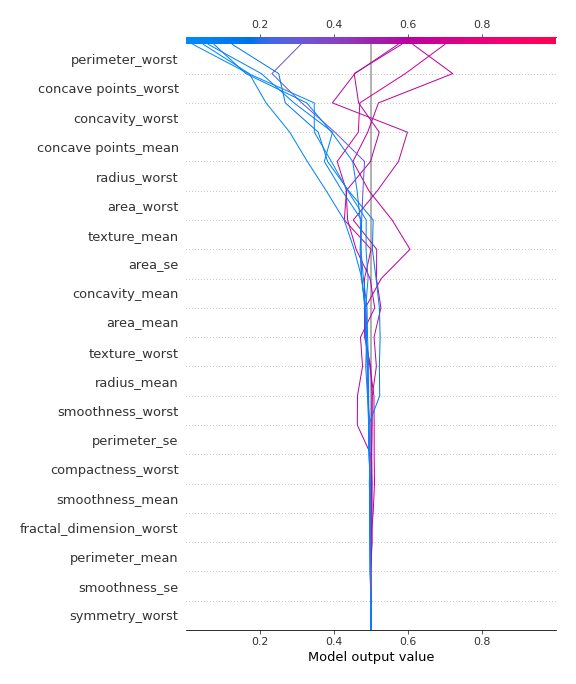 0.2 0.4 0.6 0.8
perimeter_worst
concave points_worst
concavity_worst
concave points_mean
radius_worst
area_worst
texture_mean
area_se
concavity_mean
area_mean
texture_worst
radius_mean
smoothness_worst
perimeter_se
compactness_worst
smoothness_mean
fractal_dimension_worst
perimeter_mean
smoothness_se
symmetry_worst
0.2 0.4 0.6 0.8
Model output value